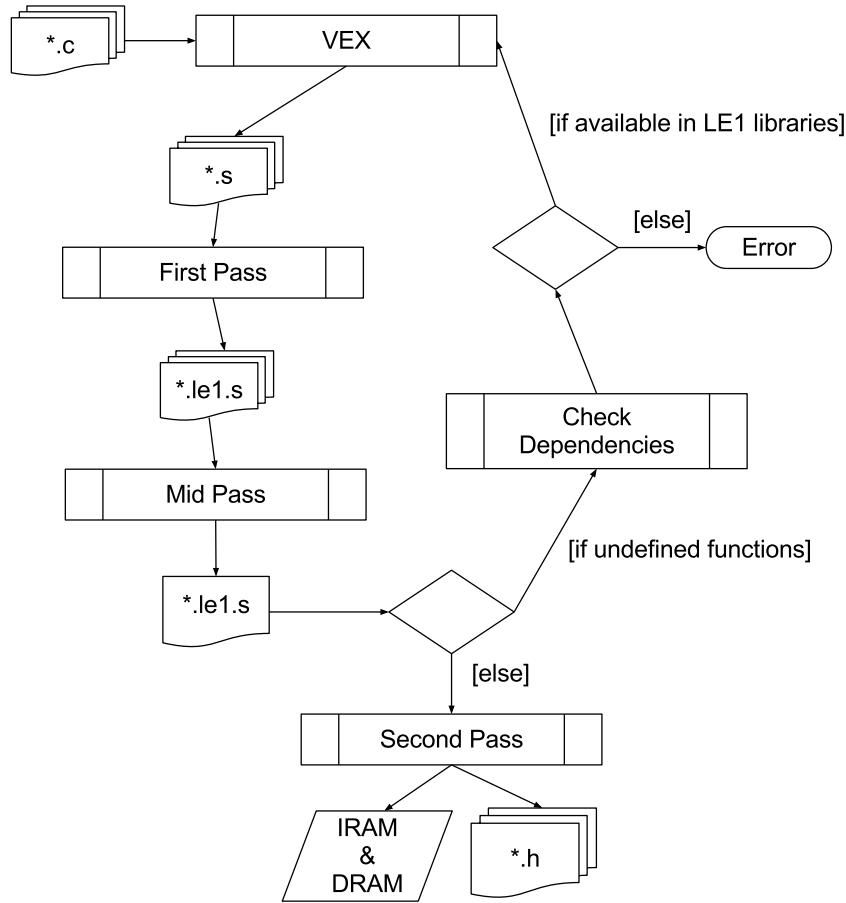 *.c
VEX
[if available in LE1 libraries]
*.s
[else]
Error
First Pass
*.le1.s
Check
Dependencies
Mid Pass
[if undefined functions]
*.le1.s
[else]
Second Pass
IRAM
&
DRAM
*.h